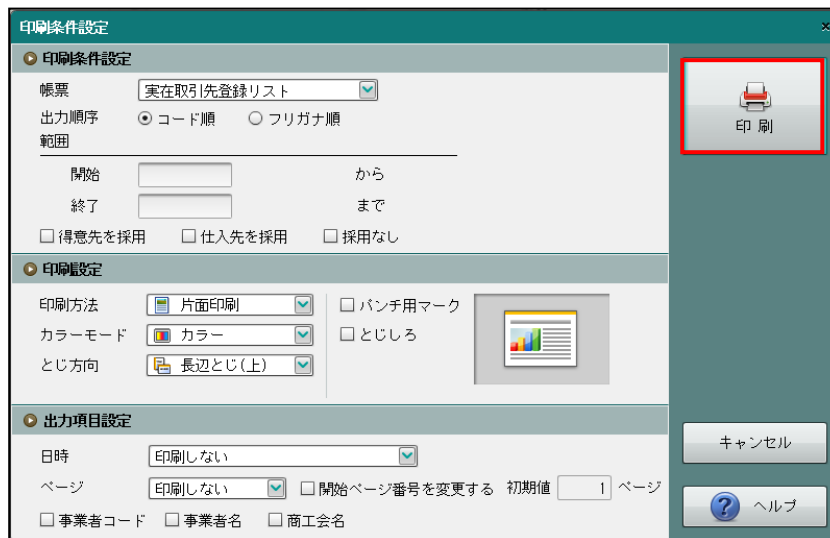 印刷条件設定
×
印刷条件設定
帳票 実在取引先登録リスト
出力順序 コード順 フリガナ順
範囲
開始 から
終了 まで
得意先を採用 仕入先を採用 採用なし
印刷
印刷設定
印刷方法 片面印刷 パンチ用マーク
カラーモード カラー とじしろ
とじ方向 長辺とじ(上)
出力項目設定
日時 印刷しない
ページ 印刷しない 開始ページ番号を変更する 初期値 1 ページ
事業者コード 事業者名 商工会名
キャンセル
? ヘルプ